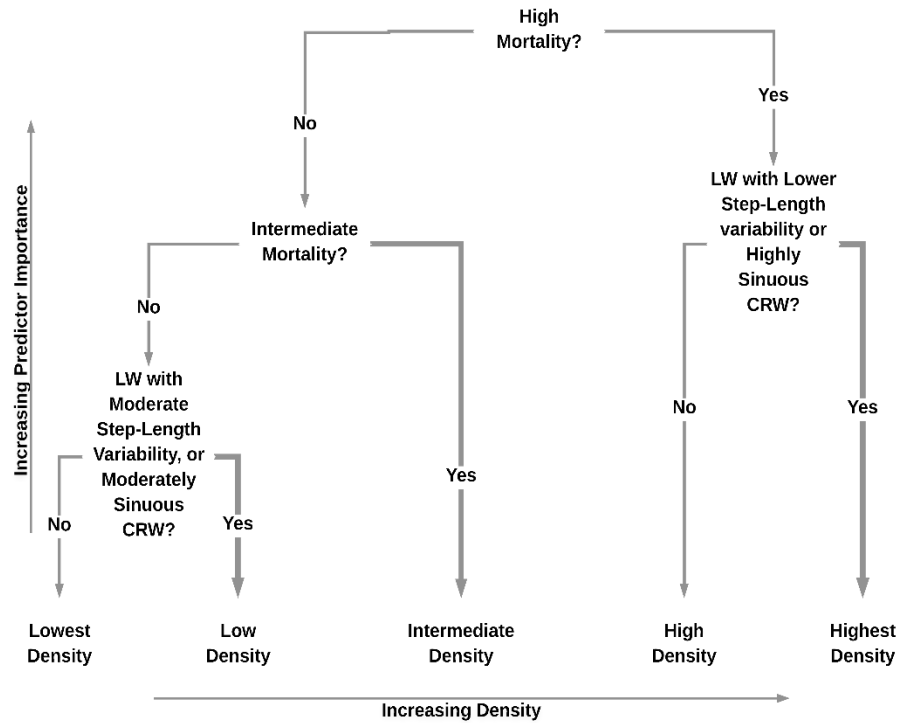 High
Mortality?
No
Yes
Intermediate
Mortality?
LW with Lower
Step-Length
variability or
Highly
Sinuous
CRW?
No
Yes
LW with
Moderate
Step-Length
Variability, or
Moderately
Sinuous
CRW?
No
Yes
No
Yes
Lowest
Density
Low
Density
Intermediate
Density
High
Density
Highest
Density
Increasing Density
Increasing Predictor Importance